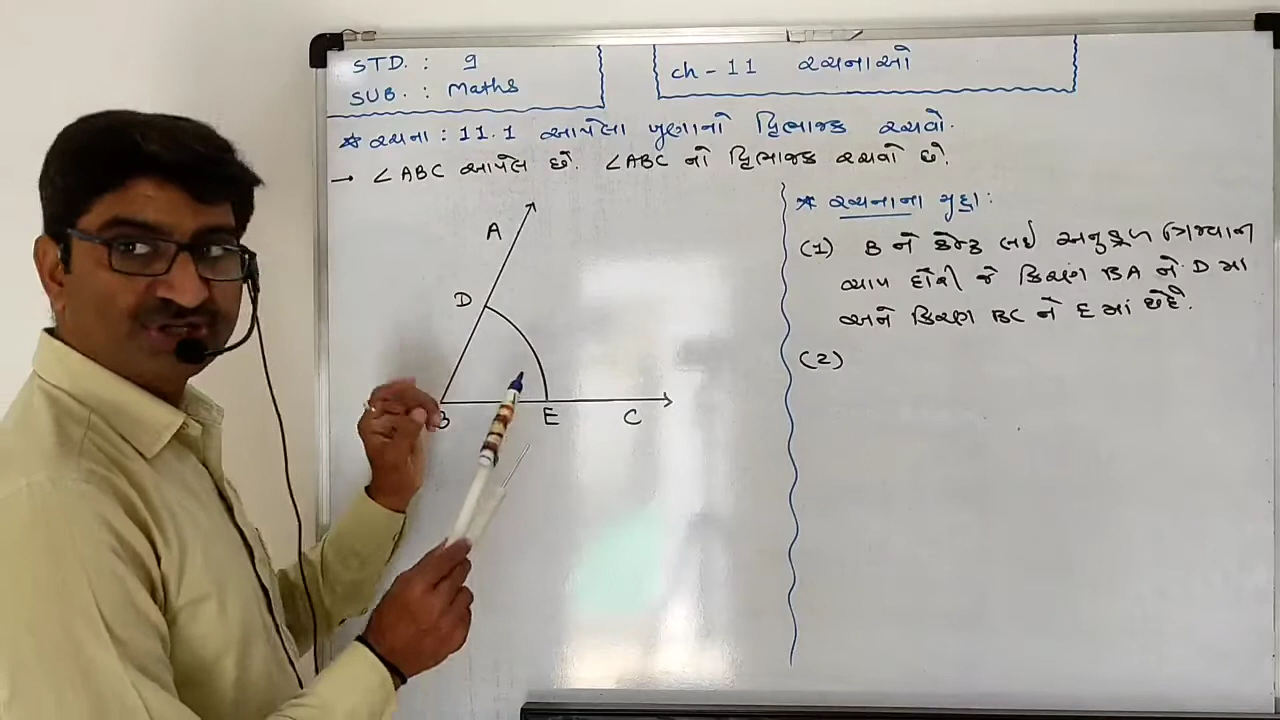 STD. : 9
SUB. : Maths
ch - 11 રચનાઓ
* રચના : 11.1 આપેલા ખૂણાનો દ્વિભાજક રચવો.
→ ∠ABC આપેલ છે. ∠ABC નો દ્વિભાજક રચવો છે.
A
D
B
E
C
* રચનાના મુદ્દા :
(1) B ને કેન્દ્ર લઈ અનુકૂળ ત્રિજ્યાનો
ચાપ દોરી જે કિરણ BA ને D માં
અને કિરણ BC ને E માં છેદે.
(2)